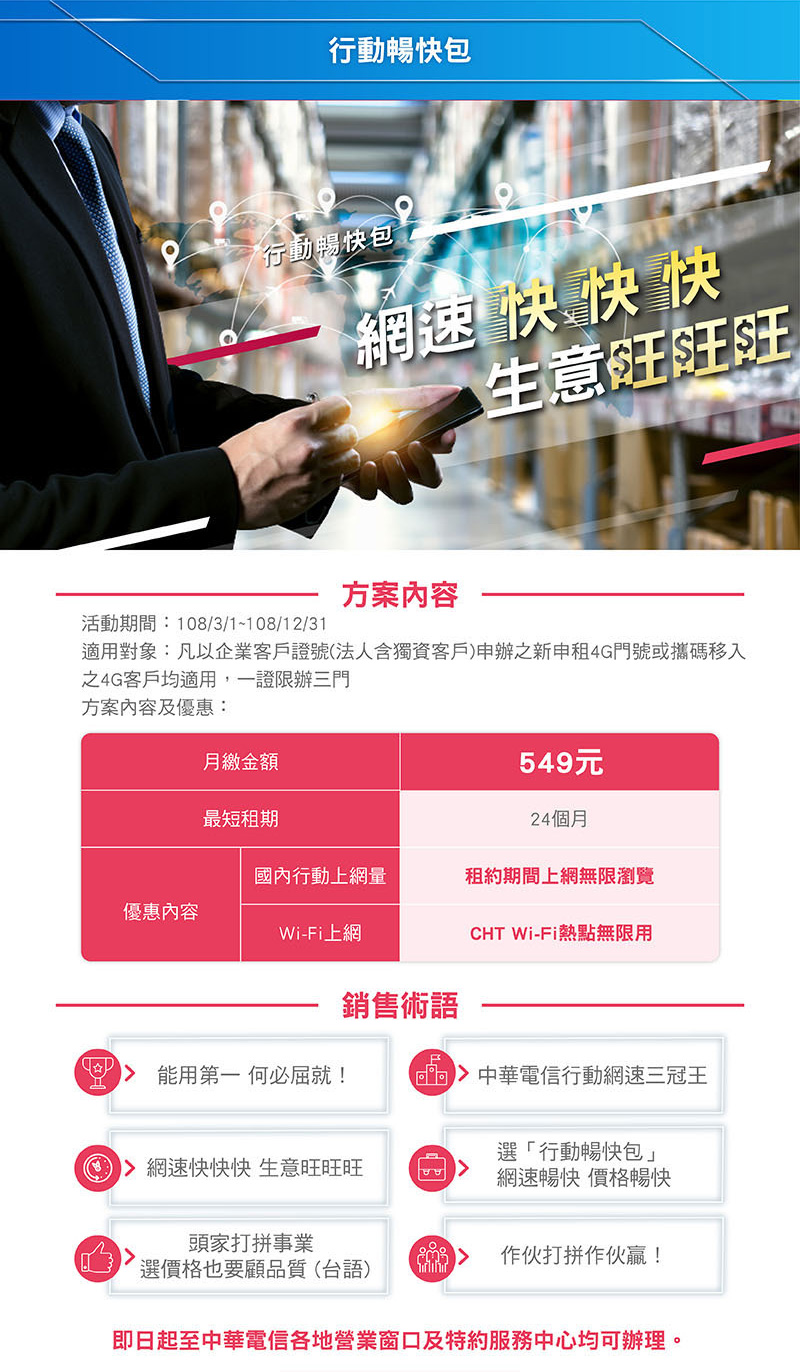 行動暢快包
行動暢快包
網速 快 快 快
生意旺旺旺
方案內容
活動期間：108/3/1~108/12/31
適用對象：凡以企業客戶證號(法人含獨資客戶)申辦之新申租4G門號或攜碼移入
之4G客戶均適用，一證限辦三門
方案內容及優惠：
月繳金額
549元
最短租期
24個月
優惠內容
國內行動上網量
租約期間上網無限瀏覽
Wi-Fi上網
CHT Wi-Fi熱點無限用
銷售術語
能用第一 何必屈就！
中華電信行動網速三冠王
網速快快快 生意旺旺旺
選「行動暢快包」
網速暢快 價格暢快
頭家打拼事業
選價格也要顧品質 (台語)
作伙打拼作伙贏！
即日起至中華電信各地營業窗口及特約服務中心均可辦理。